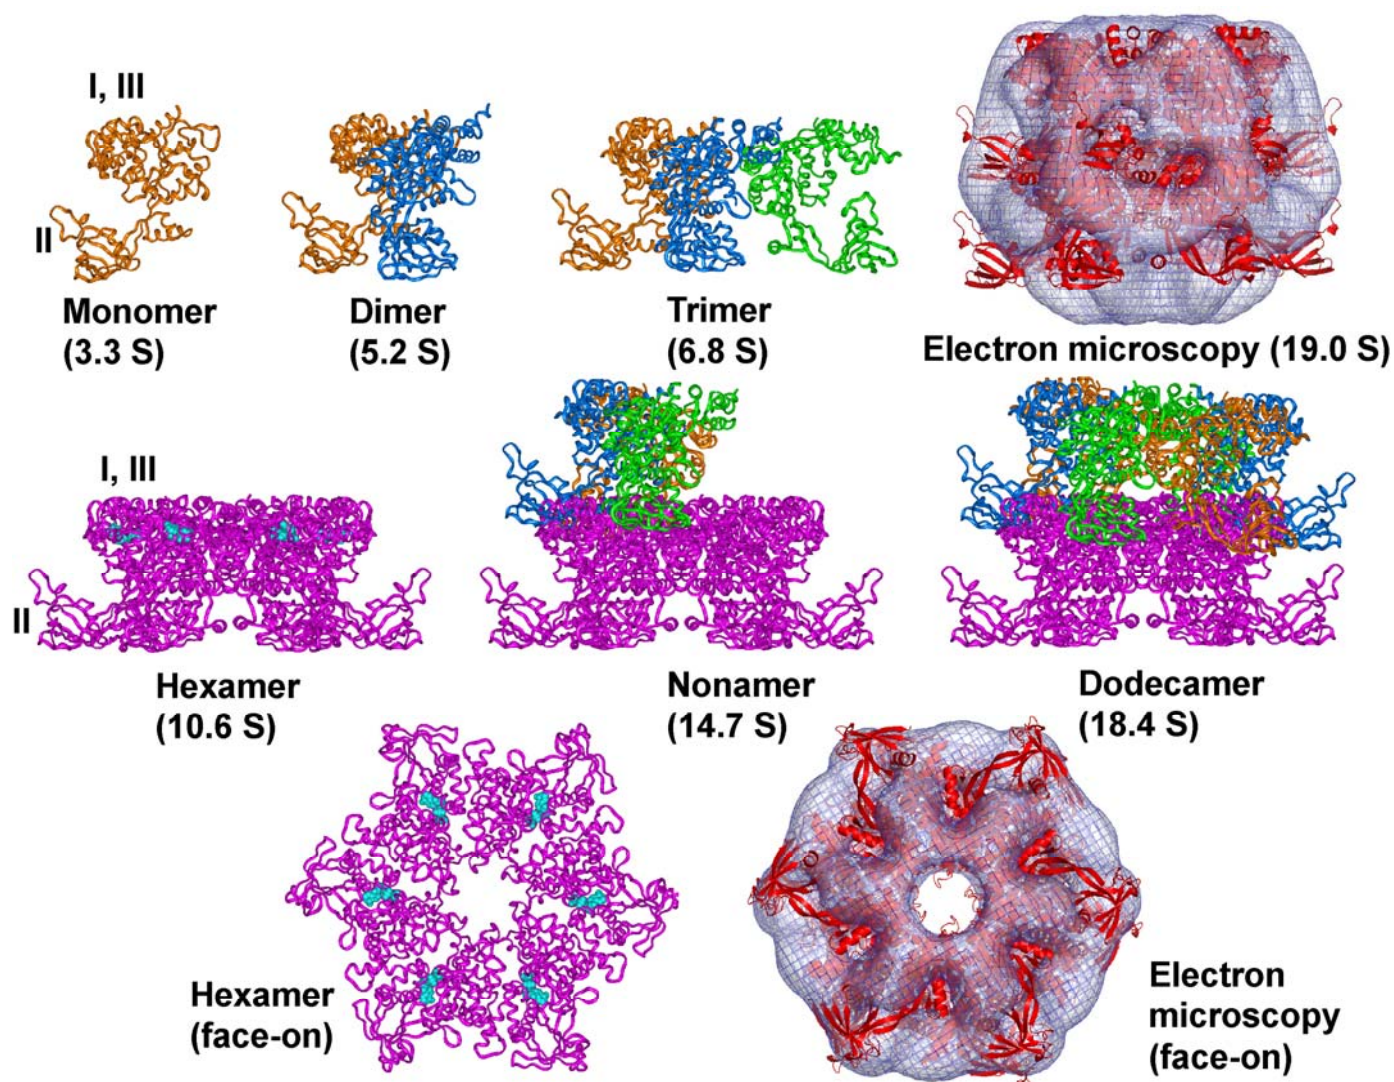 I, III
II
Monomer
(3.3 S)
Dimer
(5.2 S)
Trimer
(6.8 S)
Electron microscopy (19.0 S)
I, III
II
Hexamer
(10.6 S)
Nonamer
(14.7 S)
Dodecamer
(18.4 S)
Hexamer
(face-on)
Electron
microscopy
(face-on)